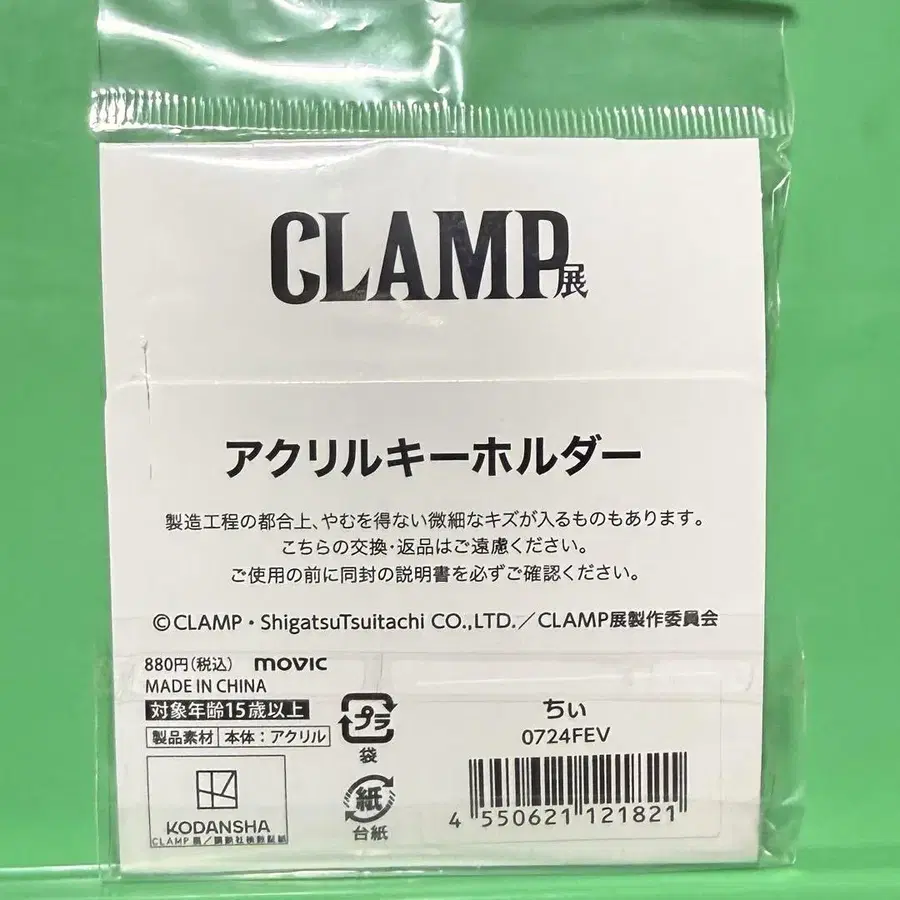 CLAMP展
アクリルキーホルダー
製造工程の都合上、やむを得ない微細なキズが入るものもあります。
こちらの交換・返品はご遠慮ください。
ご使用の前に同封の説明書を必ずご確認ください。
©CLAMP・ShigatsuTsuitachi CO.,LTD.／CLAMP展製作委員会
880円(税込) movic
MADE IN CHINA
対象年齢15歳以上
製品素材 本体：アクリル
プラ
袋
紙
台紙
KODANSHA
ちぃ
0724FEV
4 550621 121821